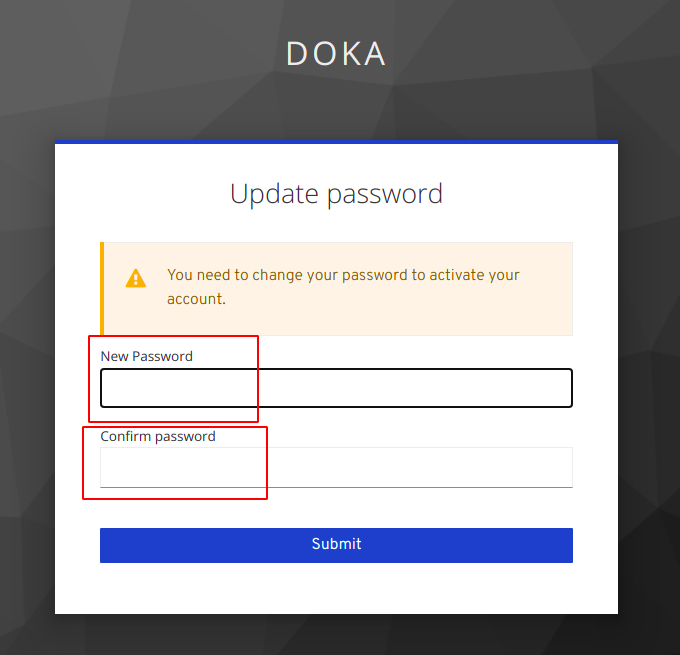 DOKA
Update password
You need to change your password to activate your
account.
New Password
Confirm password
Submit